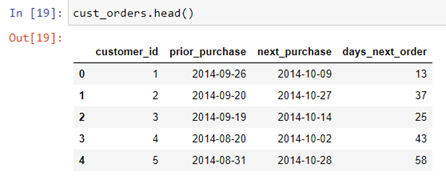 In [19]: cust_orders.head()
Out[19]:
customer_id prior_purchase next_purchase days_next_order
0 1 2014-09-26 2014-10-09 13
1 2 2014-09-20 2014-10-27 37
2 3 2014-09-19 2014-10-14 25
3 4 2014-08-20 2014-10-02 43
4 5 2014-08-31 2014-10-28 58